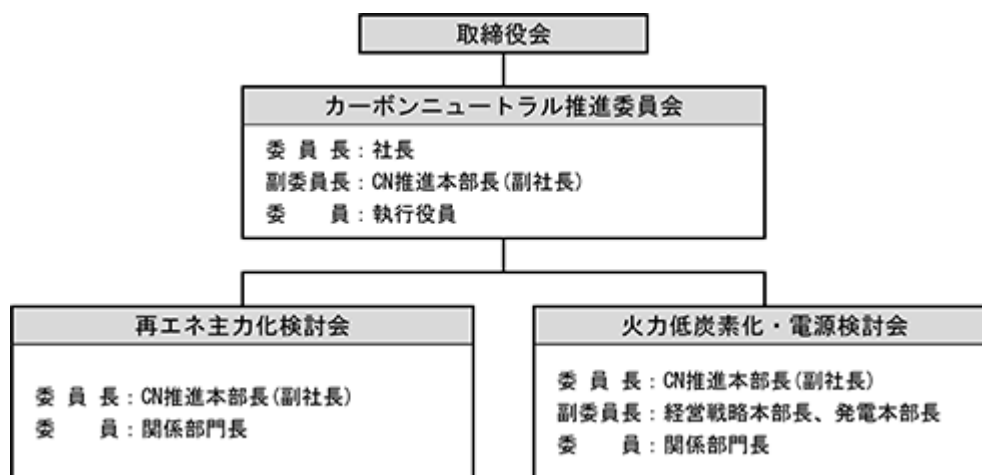 取締役会
カーボンニュートラル推進委員会
委員長：社長
副委員長：CN推進本部長(副社長)
委員：執行役員
再エネ主力化検討会
委員長：CN推進本部長(副社長)
委員：関係部門長
火力低炭素化・電源検討会
委員長：CN推進本部長(副社長)
副委員長：経営戦略本部長、発電本部長
委員：関係部門長